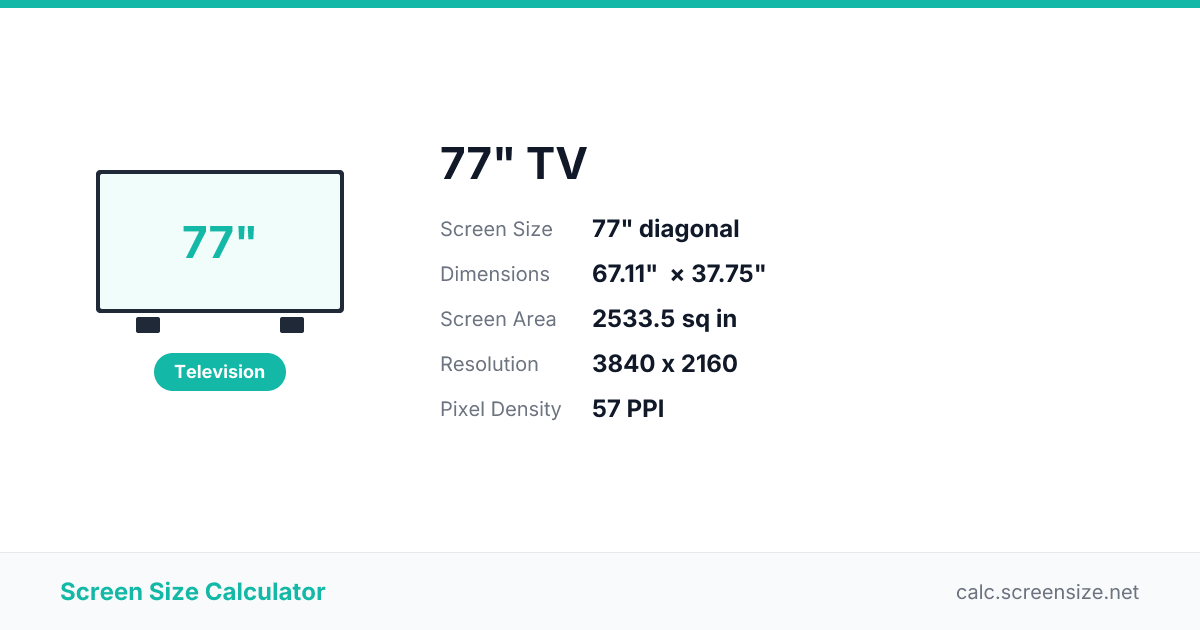 77"
Television
77" TV
Screen Size 77" diagonal
Dimensions 67.11" × 37.75"
Screen Area 2533.5 sq in
Resolution 3840 x 2160
Pixel Density 57 PPI
Screen Size Calculator
calc.screensize.net